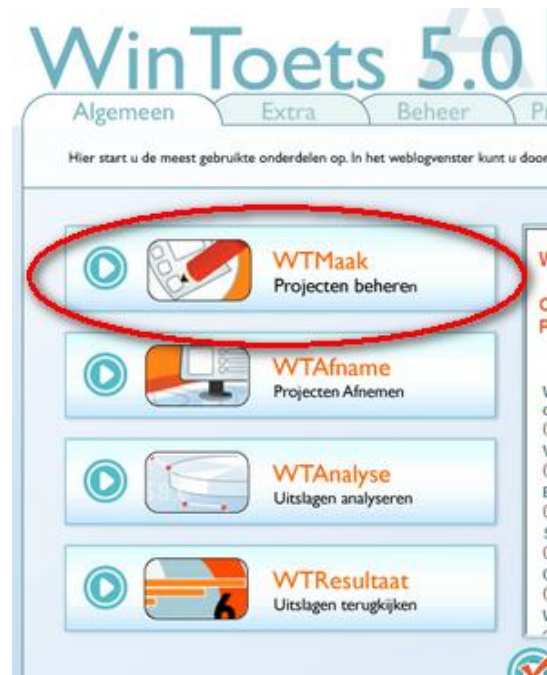 WinToets 5.0
Algemeen Extra Beheer
Hier start u de meest gebruikte onderdelen op. In het weblogvenster kunt u door
WTMaak
Projecten beheren
WTAfname
Projecten Afnemen
WTAnalyse
Uitslagen analyseren
WTResultaat
Uitslagen terugkijken
6